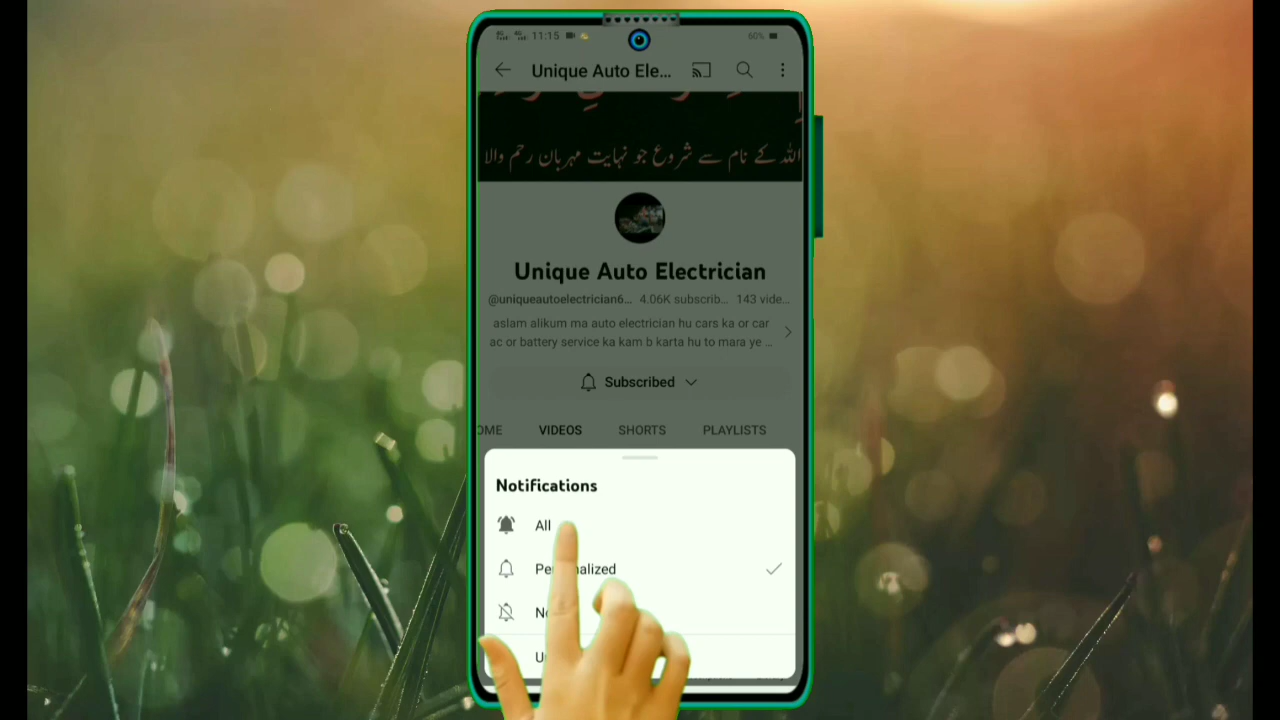 11:15
60%
Unique Auto Ele...
اللہ کے نام سے شروع جو نہایت مہربان رحم والا
Unique Auto Electrician
@uniqueautoelectrician6... 4.06K subscrib... 143 vide...
aslam alikum ma auto electrician hu cars ka or car
ac or battery service ka kam b karta hu to mara ye ...
Subscribed
OME VIDEOS SHORTS PLAYLISTS
Notifications
All